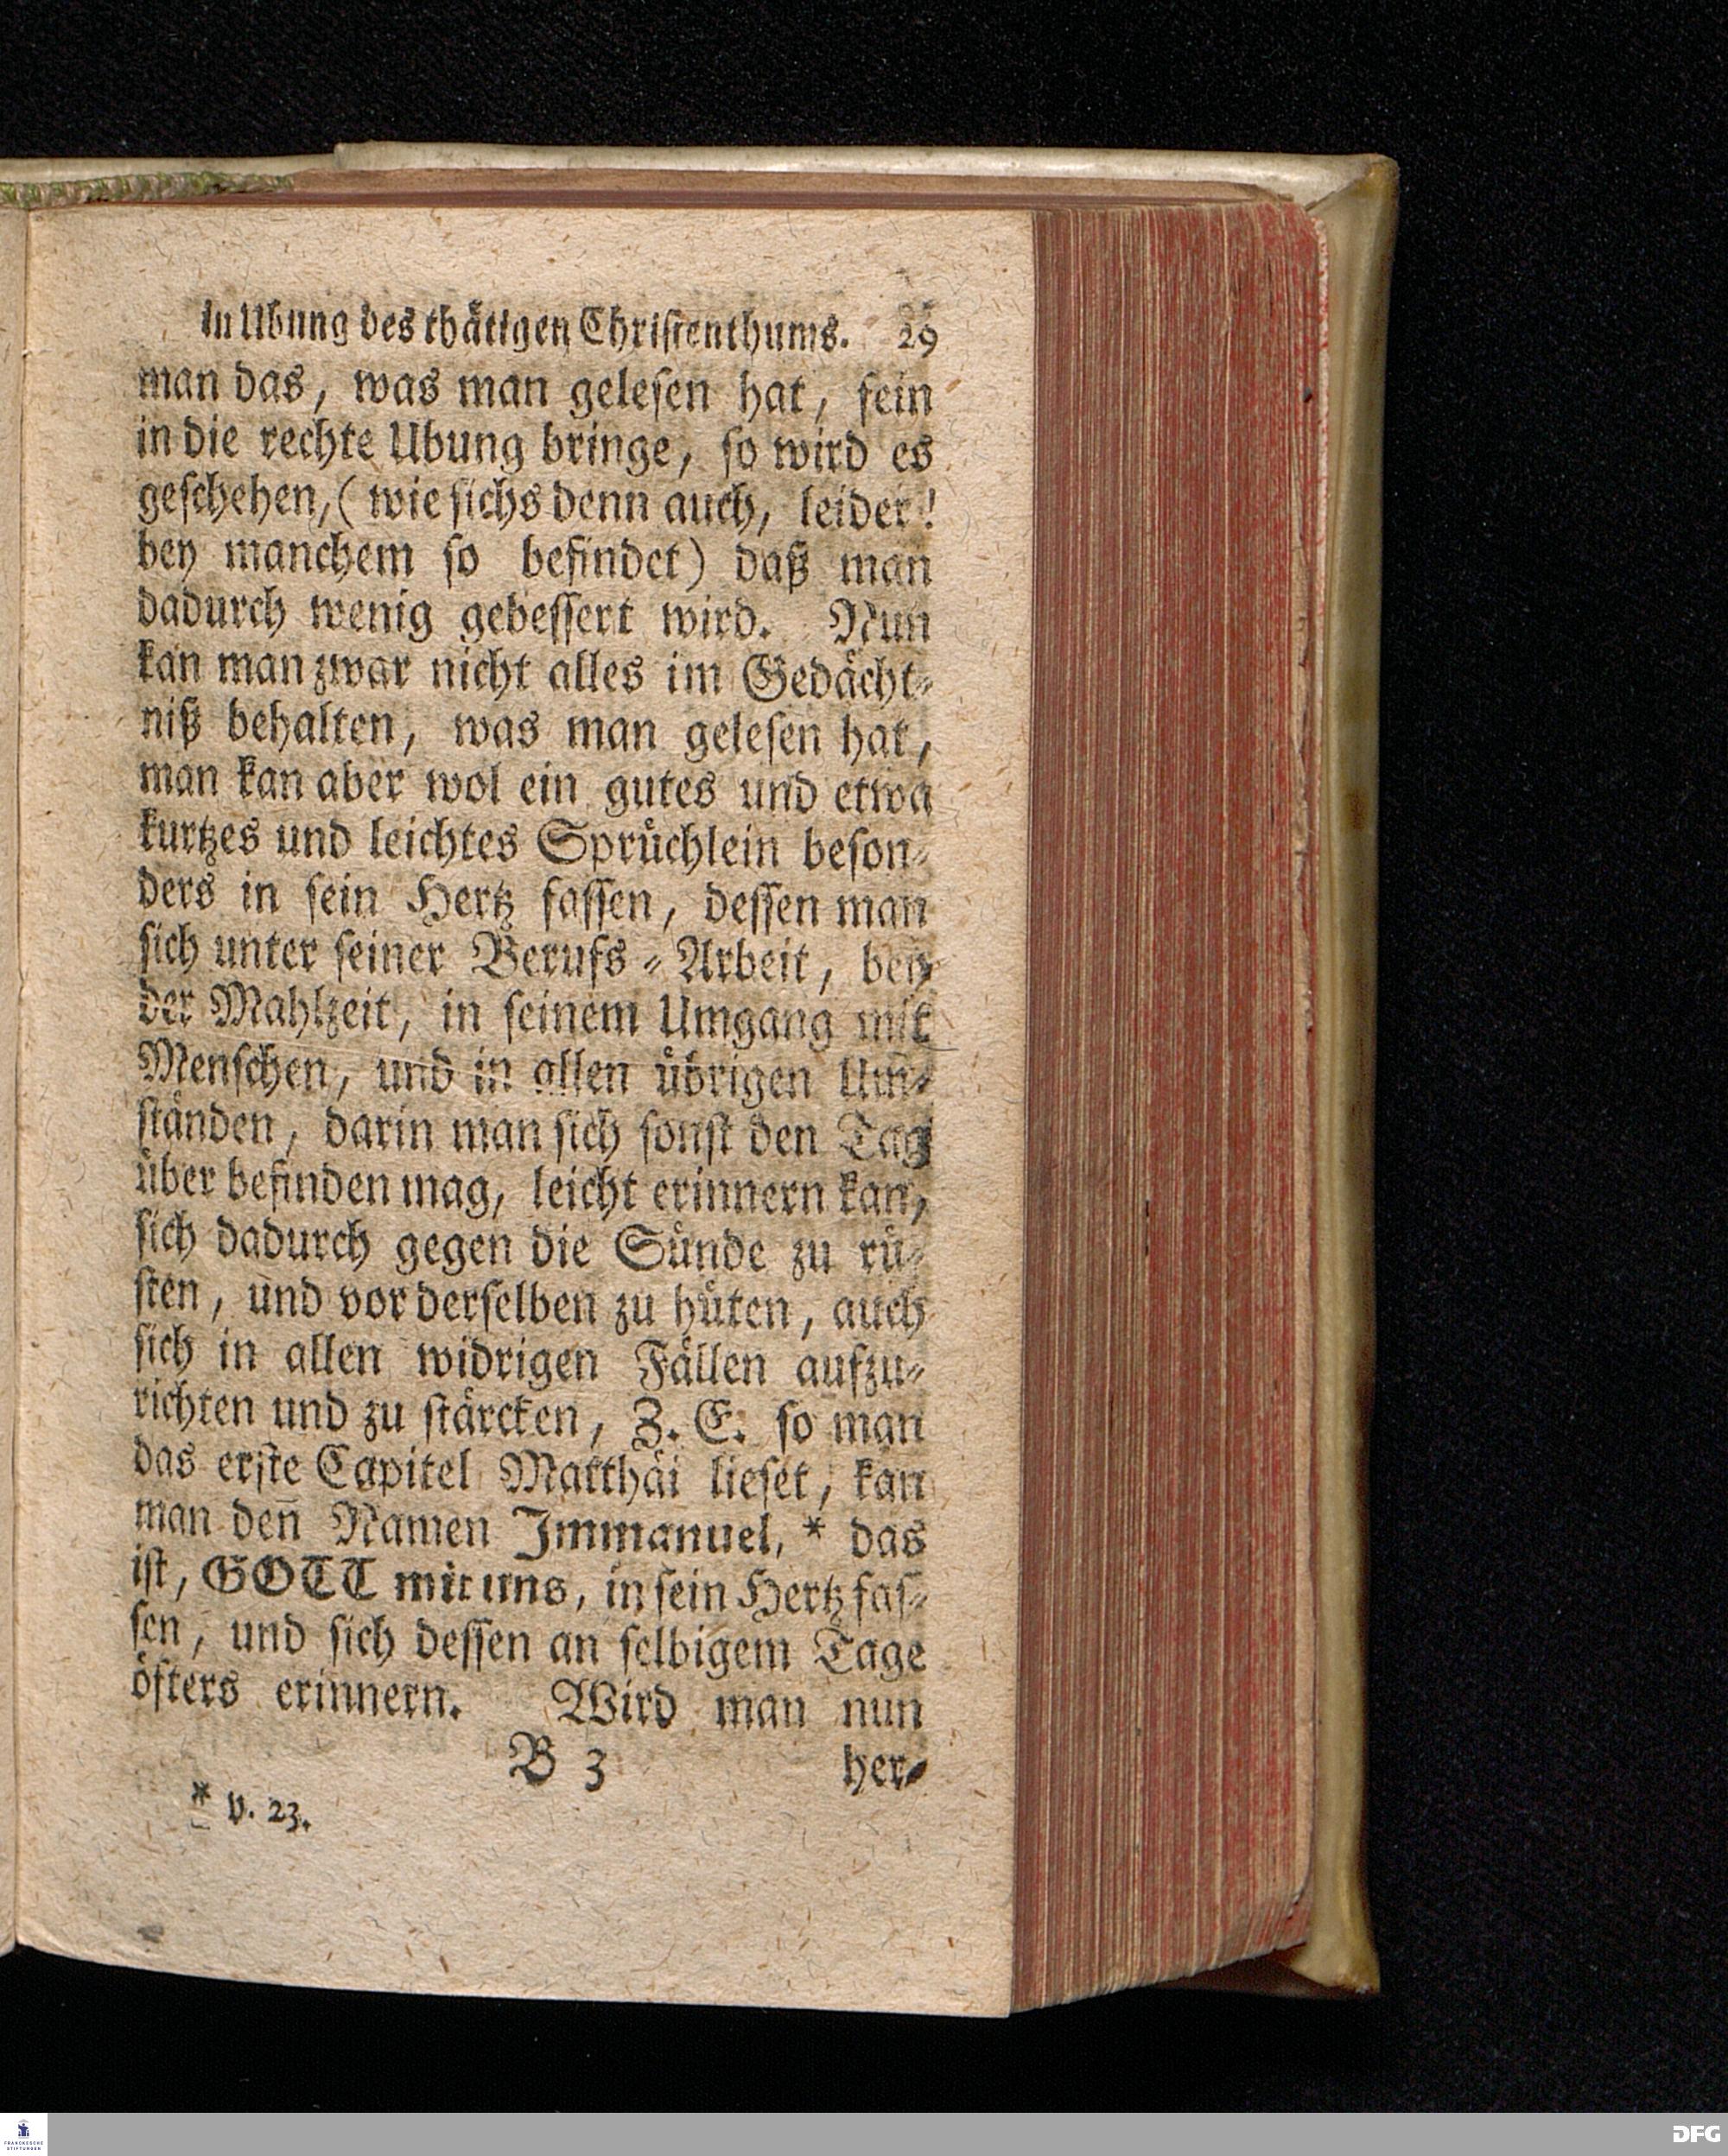 in Ubung des thätigen Christenthums. 29
man das, was man gelesen hat, fein
in die rechte Ubung bringe, so wird es
geschehen, (wie sichs denn auch, leider!
bey manchem so befindet) daß man
dadurch wenig gebessert wird. Nun
kan man zwar nicht alles im Gedächt-
niß behalten, was man gelesen hat,
man kan aber wol ein gutes und etwa
kurtzes und leichtes Sprüchlein beson-
ders in sein Hertz fassen, dessen man
sich unter seiner Berufs-Arbeit, bey
der Mahlzeit, in seinem Umgang mit
Menschen, und in allen übrigen Um-
ständen, darin man sich sonst den Tag
über befinden mag, leicht erinnern kan,
sich dadurch gegen die Sünde zu rü-
sten, und vor derselben zu hüten, auch
sich in allen widrigen Fällen aufzu-
richten und zu stärcken, Z. E. so man
das erste Capitel Matthäi lieset, kan
man den̄ Namen Immanuel, * das
ist, GOTT mit uns, in sein Hertz fas-
sen, und sich dessen an selbigem Tage
öfters erinnern. Wird man nun
B 3 her-
* v. 23.
FRANCKESCHE
STIFTUNGEN
DFG